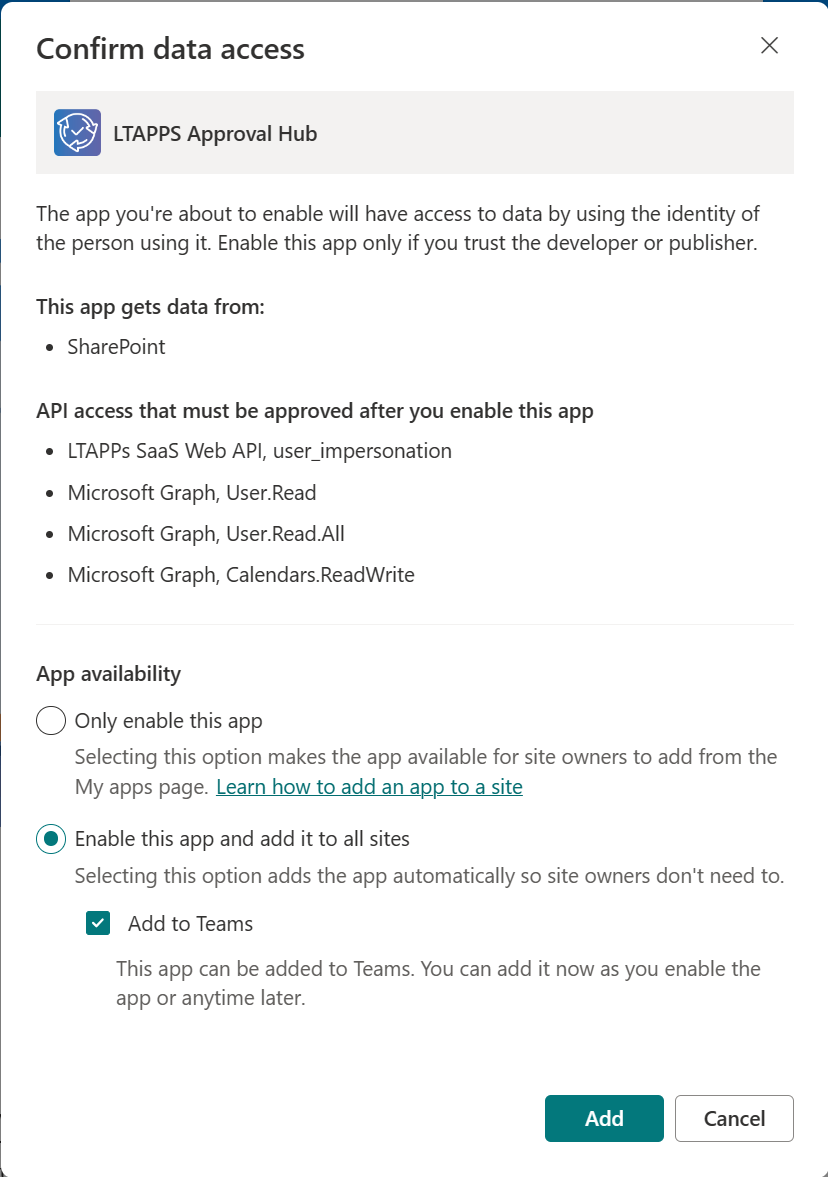 Confirm data access
LTAPPS Approval Hub
The app you're about to enable will have access to data by using the identity of
the person using it. Enable this app only if you trust the developer or publisher.
This app gets data from:
SharePoint
API access that must be approved after you enable this app
LTAPPs SaaS Web API, user_impersonation
Microsoft Graph, User.Read
Microsoft Graph, User.Read.All
Microsoft Graph, Calendars.ReadWrite
App availability
Only enable this app
Selecting this option makes the app available for site owners to add from the
My apps page. Learn how to add an app to a site
Enable this app and add it to all sites
Selecting this option adds the app automatically so site owners don't need to.
Add to Teams
This app can be added to Teams. You can add it now as you enable the
app or anytime later.
Add Cancel